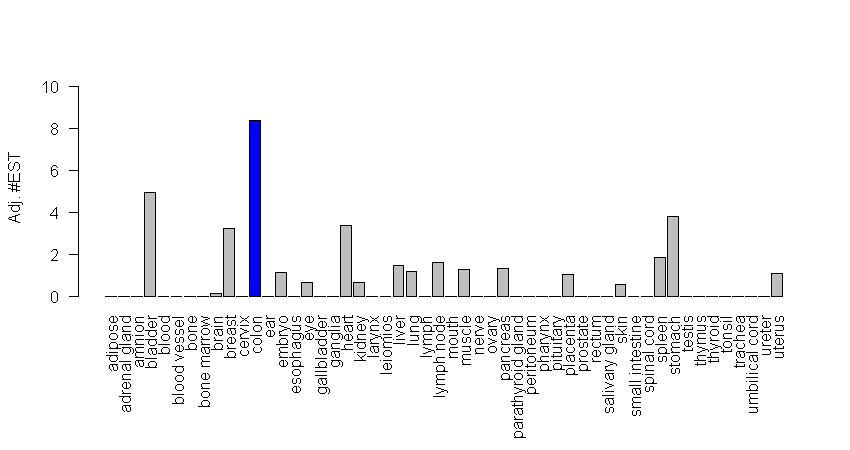 Adj. #EST
10
8
6
4
2
0
adipose
adrenal gland
amnion
bladder
blood
blood vessel
bone
bone marrow
brain
breast
cervix
colon
ear
embryo
esophagus
eye
gallbladder
ganglia
heart
kidney
larynx
leiomios
liver
lung
lymph
lymph node
mouth
muscle
nerve
ovary
pancreas
parathyroid gland
peritoneum
pharynx
pituitary
placenta
prostate
rectum
salivary gland
skin
small intestine
spinal cord
spleen
stomach
testis
thymus
thyroid
tonsil
trachea
umbilical cord
ureter
uterus